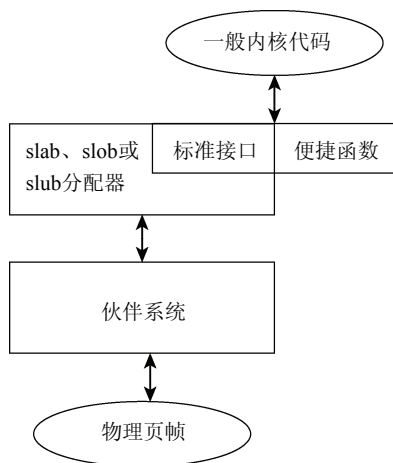 一般内核代码
slab、slob或
slub分配器
标准接口
便捷函数
伙伴系统
物理页帧